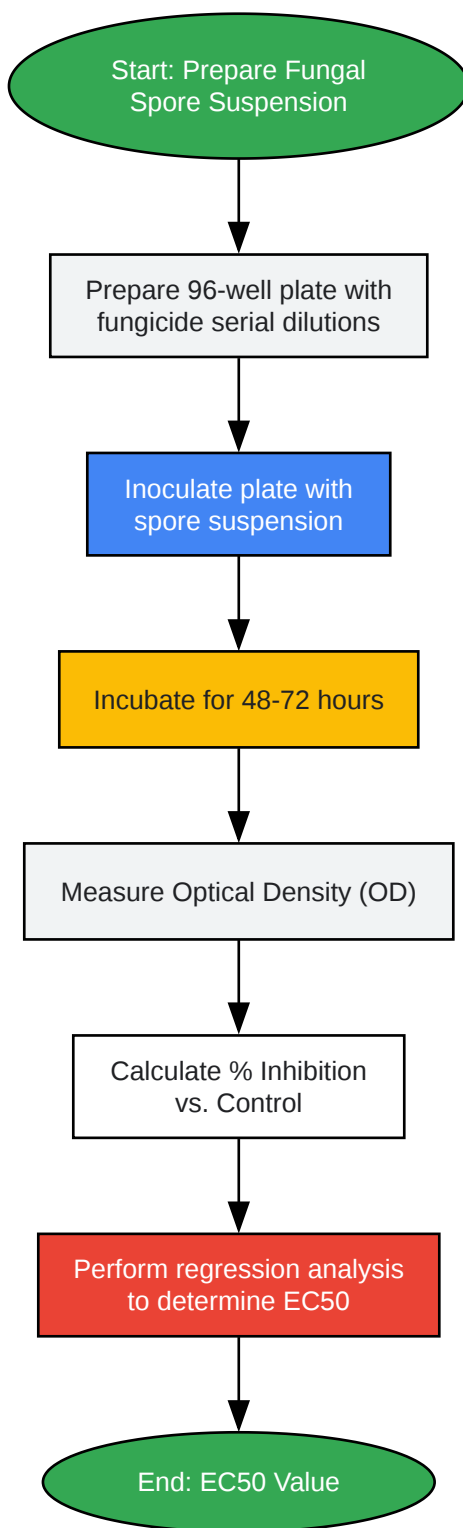 Start: Prepare Fungal
Spore Suspension
Prepare 96-well plate with
fungicide serial dilutions
Inoculate plate with
spore suspension
Incubate for 48-72 hours
Measure Optical Density (OD)
Calculate % Inhibition
vs. Control
Perform regression analysis
to determine EC50
End: EC50 Value